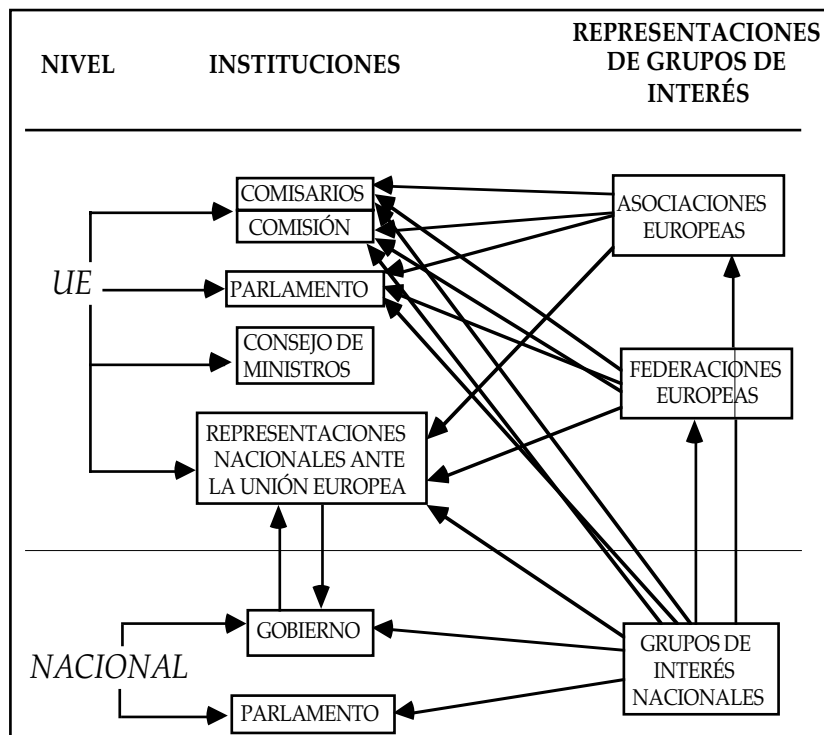 NIVEL
INSTITUCIONES
REPRESENTACIONES
DE GRUPOS DE
INTERÉS
UE
COMISARIOS
COMISIÓN
PARLAMENTO
CONSEJO DE
MINISTROS
REPRESENTACIONES
NACIONALES ANTE
LA UNIÓN EUROPEA
ASOCIACIONES
EUROPEAS
FEDERACIONES
EUROPEAS
NACIONAL
GOBIERNO
PARLAMENTO
GRUPOS DE
INTERÉS
NACIONALES